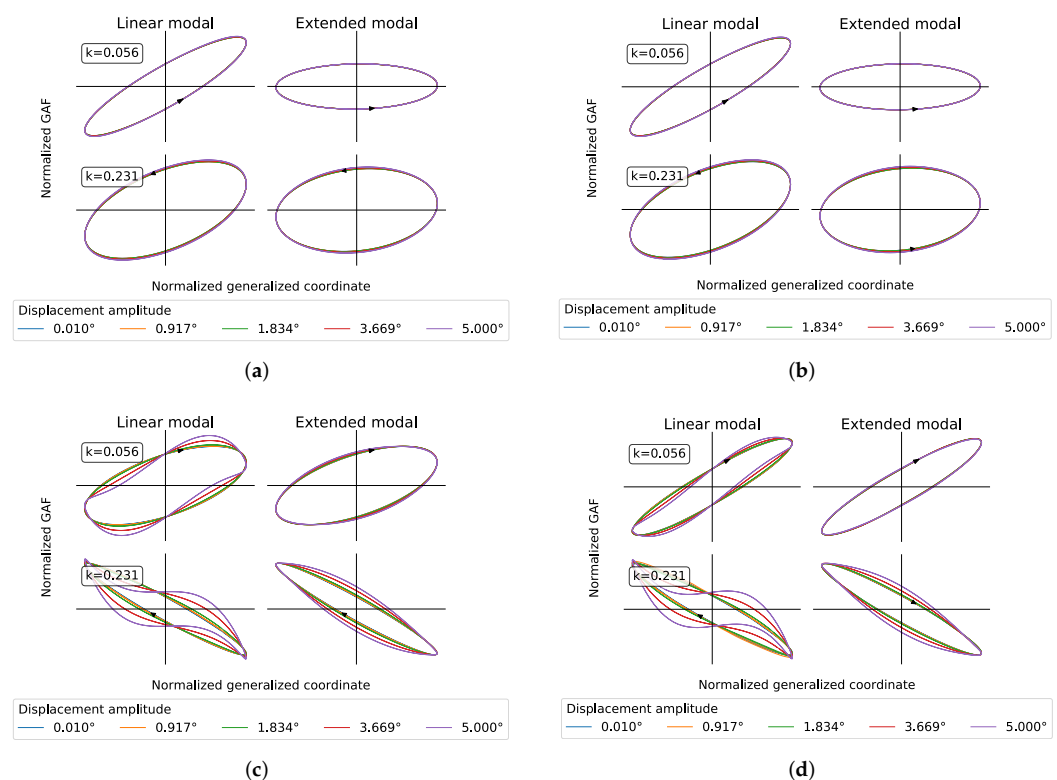 Linear modal Extended modal
k=0.056
k=0.231
Normalized GAF
Normalized generalized coordinate
Displacement amplitude
0.010° 0.917° 1.834° 3.669° 5.000°
(a)
Linear modal Extended modal
k=0.056
k=0.231
Normalized GAF
Normalized generalized coordinate
Displacement amplitude
0.010° 0.917° 1.834° 3.669° 5.000°
(b)
Linear modal Extended modal
k=0.056
k=0.231
Normalized GAF
Normalized generalized coordinate
Displacement amplitude
0.010° 0.917° 1.834° 3.669° 5.000°
(c)
Linear modal Extended modal
k=0.056
k=0.231
Normalized GAF
Normalized generalized coordinate
Displacement amplitude
0.010° 0.917° 1.834° 3.669° 5.000°
(d)